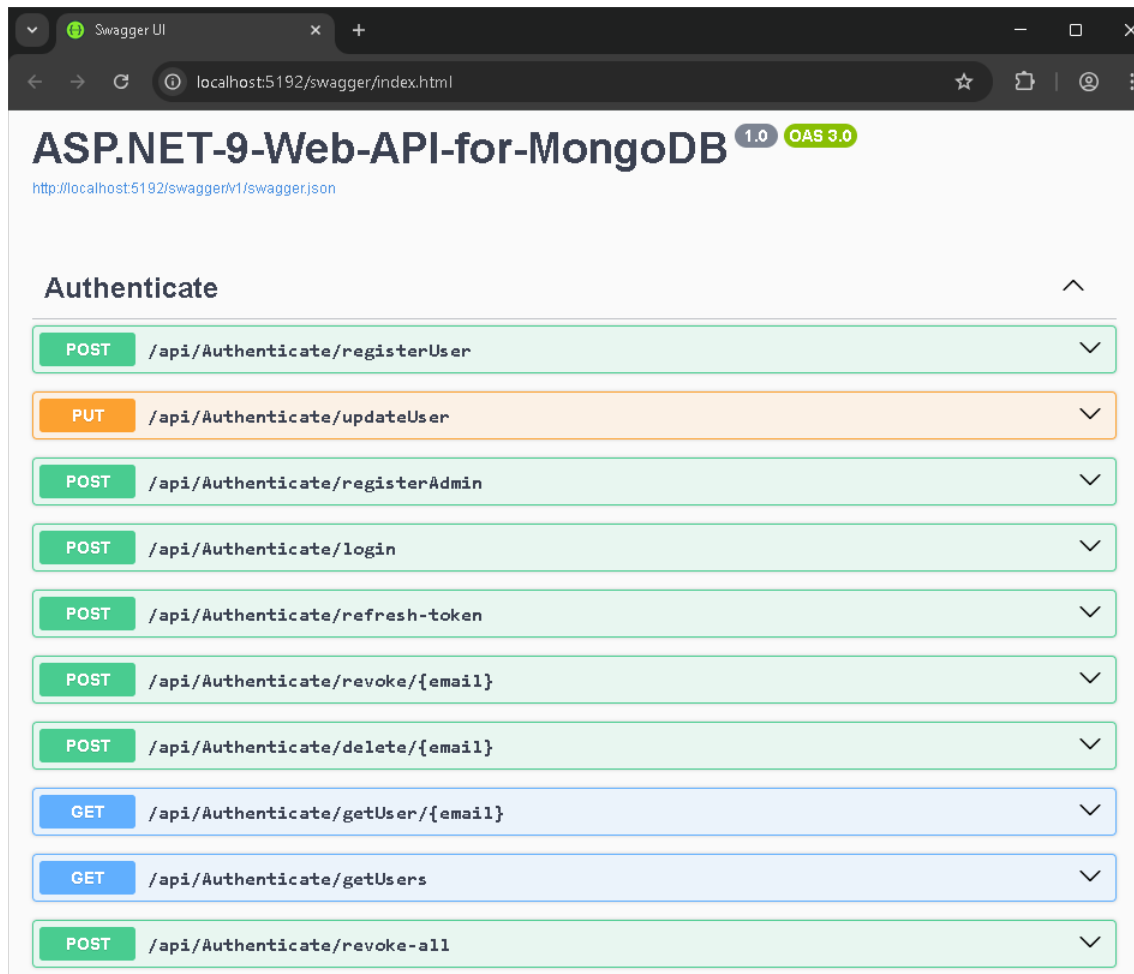 Swagger UI
localhost:5192/swagger/index.html
ASP.NET-9-Web-API-for-MongoDB 1.0 OAS 3.0
http://localhost:5192/swagger/v1/swagger.json
Authenticate
POST /api/Authenticate/registerUser
PUT /api/Authenticate/updateUser
POST /api/Authenticate/registerAdmin
POST /api/Authenticate/login
POST /api/Authenticate/refresh-token
POST /api/Authenticate/revoke/{email}
POST /api/Authenticate/delete/{email}
GET /api/Authenticate/getUser/{email}
GET /api/Authenticate/getUsers
POST /api/Authenticate/revoke-all